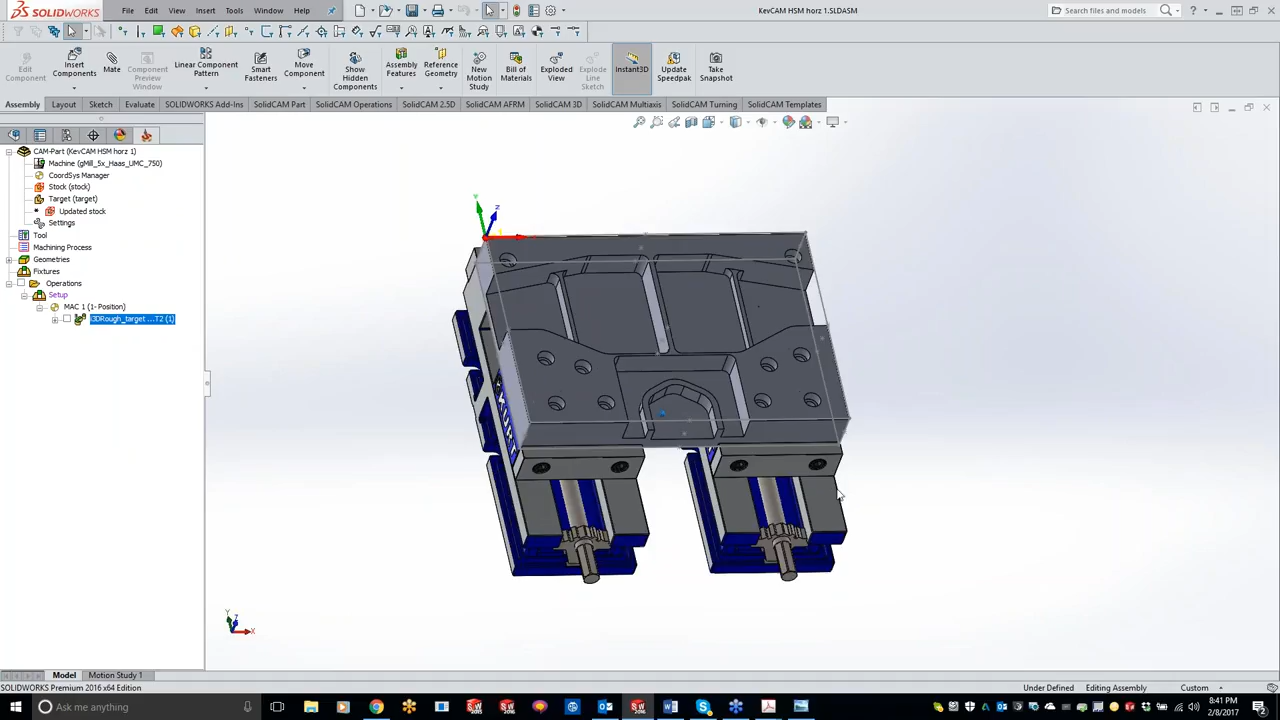 SOLIDWORKS File Edit View Insert Tools Window Help KevCAM HSM horz 1.SLDASM Search files and models
Edit Component
Insert Components
Mate
Component Preview Window
Linear Component Pattern
Smart Fasteners
Move Component
Show Hidden Components
Assembly Features
Reference Geometry
New Motion Study
Bill of Materials
Exploded View
Explode Line Sketch
Instant3D
Update Speedpak
Take Snapshot
Assembly Layout Sketch Evaluate SOLIDWORKS Add-Ins SolidCAM Part SolidCAM Operations SolidCAM 2.5D SolidCAM AFRM SolidCAM 3D SolidCAM Multiaxis SolidCAM Turning SolidCAM Templates
CAM-Part (KevCAM HSM horz 1)
Machine (gMill_5x_Haas_UMC_750)
CoordSys Manager
Stock (stock)
Target (target)
* Updated stock
Settings
Tool
Machining Process
Geometries
Fixtures
Operations
Setup
MAC 1 (1-Position)
i3DRough_target ...T2 (1)
Y
Z
KURT
Y
Z
X
Model Motion Study 1
SOLIDWORKS Premium 2016 x64 Edition Under Defined Editing Assembly Custom
Ask me anything
8:41 PM
2/8/2017